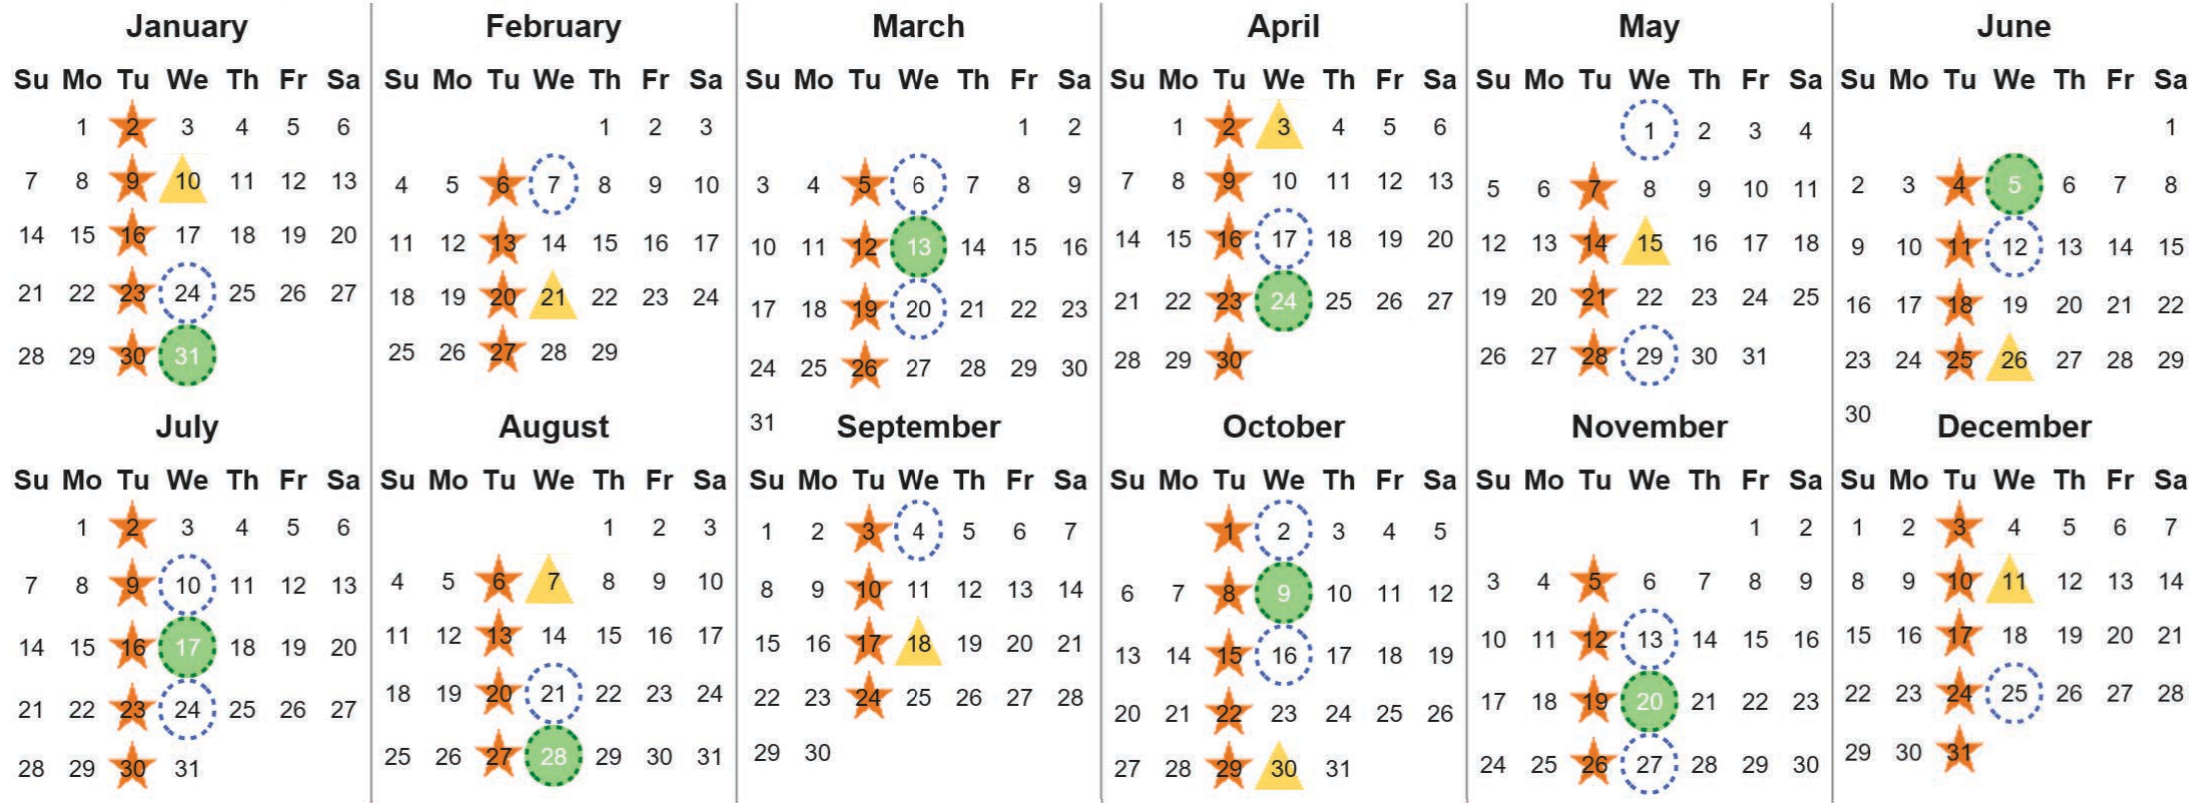 January
Su Mo Tu We Th Fr Sa
1 2 3 4 5 6
7 8 9 10 11 12 13
14 15 16 17 18 19 20
21 22 23 24 25 26 27
28 29 30 31
February
Su Mo Tu We Th Fr Sa
1 2 3
4 5 6 7 8 9 10
11 12 13 14 15 16 17
18 19 20 21 22 23 24
25 26 27 28 29
March
Su Mo Tu We Th Fr Sa
1 2
3 4 5 6 7 8 9
10 11 12 13 14 15 16
17 18 19 20 21 22 23
24 25 26 27 28 29 30
31
April
Su Mo Tu We Th Fr Sa
1 2 3 4 5 6
7 8 9 10 11 12 13
14 15 16 17 18 19 20
21 22 23 24 25 26 27
28 29 30
May
Su Mo Tu We Th Fr Sa
1 2 3 4
5 6 7 8 9 10 11
12 13 14 15 16 17 18
19 20 21 22 23 24 25
26 27 28 29 30 31
June
Su Mo Tu We Th Fr Sa
1
2 3 4 5 6 7 8
9 10 11 12 13 14 15
16 17 18 19 20 21 22
23 24 25 26 27 28 29
30
July
Su Mo Tu We Th Fr Sa
1 2 3 4 5 6
7 8 9 10 11 12 13
14 15 16 17 18 19 20
21 22 23 24 25 26 27
28 29 30 31
August
Su Mo Tu We Th Fr Sa
1 2 3
4 5 6 7 8 9 10
11 12 13 14 15 16 17
18 19 20 21 22 23 24
25 26 27 28 29 30 31
September
Su Mo Tu We Th Fr Sa
1 2 3 4 5 6 7
8 9 10 11 12 13 14
15 16 17 18 19 20 21
22 23 24 25 26 27 28
29 30
October
Su Mo Tu We Th Fr Sa
1 2 3 4 5
6 7 8 9 10 11 12
13 14 15 16 17 18 19
20 21 22 23 24 25 26
27 28 29 30 31
November
Su Mo Tu We Th Fr Sa
1 2
3 4 5 6 7 8 9
10 11 12 13 14 15 16
17 18 19 20 21 22 23
24 25 26 27 28 29 30
December
Su Mo Tu We Th Fr Sa
1 2 3 4 5 6 7
8 9 10 11 12 13 14
15 16 17 18 19 20 21
22 23 24 25 26 27 28
29 30 31